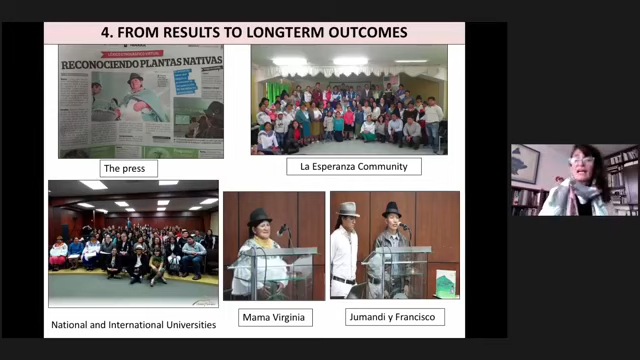 4. FROM RESULTS TO LONGTERM OUTCOMES
RECONOCIENDO PLANTAS NATIVAS
The press
La Esperanza Community
National and International Universities
Mama Virginia
Jumandi y Francisco